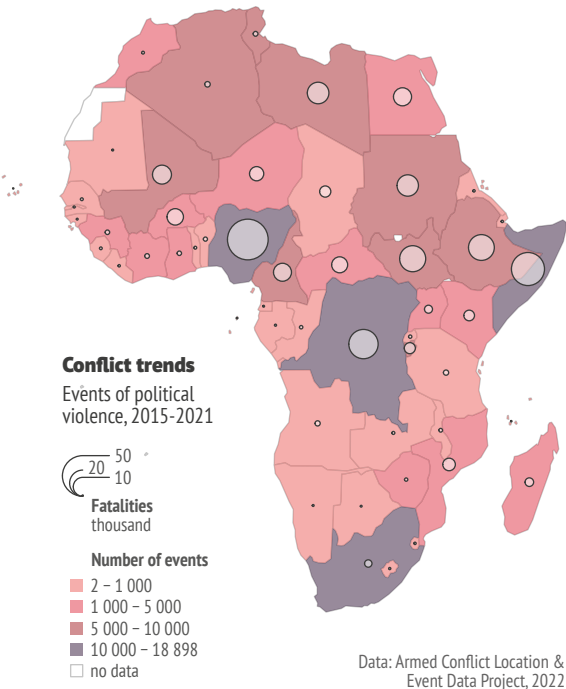 Conflict trends
Events of political
violence, 2015-2021
50
20
10
Fatalities
thousand
Number of events
2 – 1 000
1 000 – 5 000
5 000 – 10 000
10 000 – 18 898
no data
Data: Armed Conflict Location &
Event Data Project, 2022